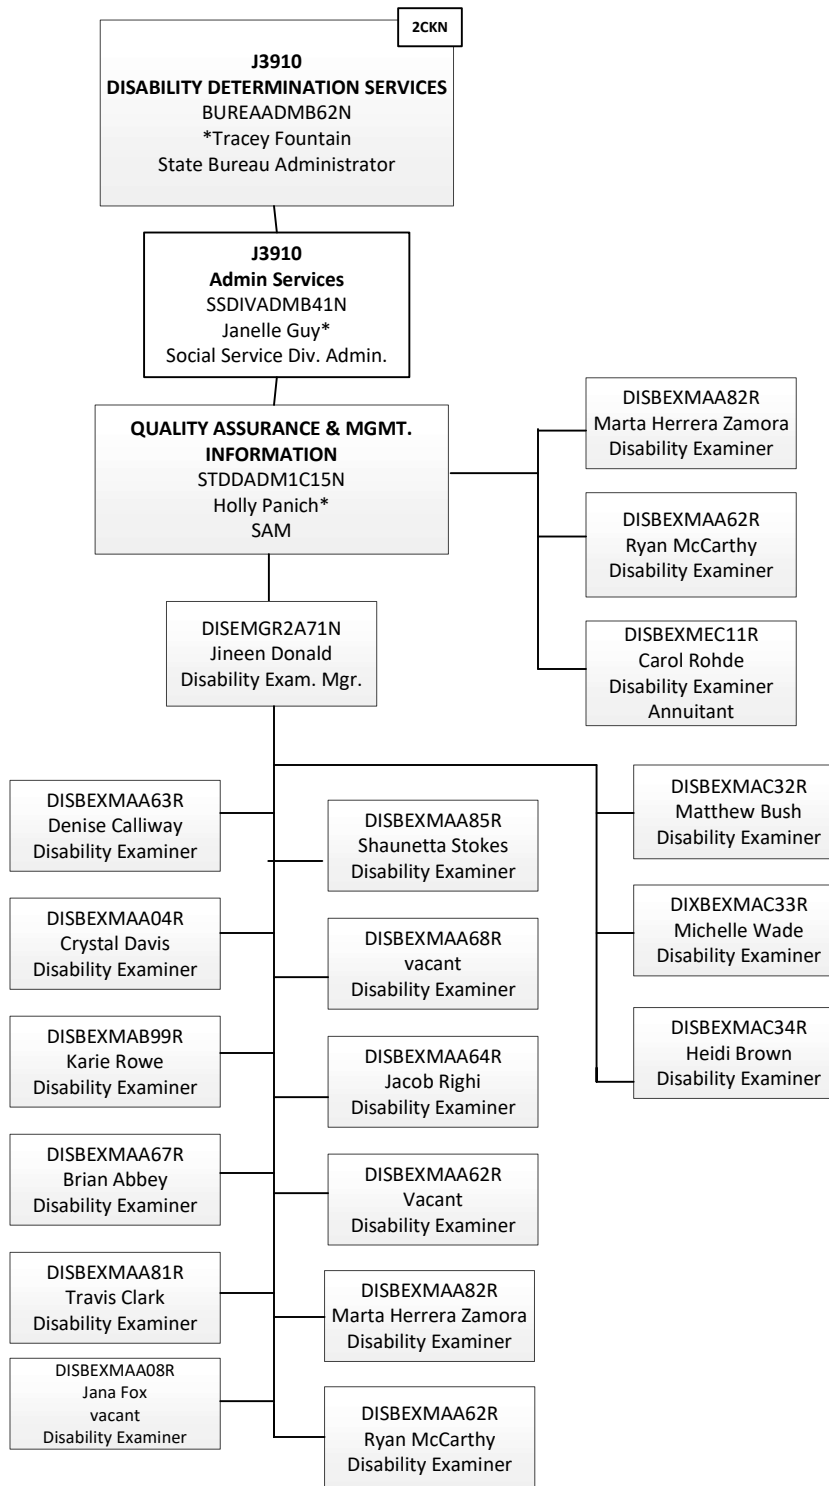 2CKN
J3910
DISABILITY DETERMINATION SERVICES
BUREAADMB62N
*Tracey Fountain
State Bureau Administrator
J3910
Admin Services
SSDIVADMB41N
Janelle Guy*
Social Service Div. Admin.
QUALITY ASSURANCE & MGMT.
INFORMATION
STDDADM1C15N
Holly Panich*
SAM
DISBEXMAA82R
Marta Herrera Zamora
Disability Examiner
DISBEXMAA62R
Ryan McCarthy
Disability Examiner
DISBEXMEC11R
Carol Rohde
Disability Examiner
Annuitant
DISEMGR2A71N
Jineen Donald
Disability Exam. Mgr.
DISBEXMAA63R
Denise Calliway
Disability Examiner
DISBEXMAA04R
Crystal Davis
Disability Examiner
DISBEXMAB99R
Karie Rowe
Disability Examiner
DISBEXMAA67R
Brian Abbey
Disability Examiner
DISBEXMAA81R
Travis Clark
Disability Examiner
DISBEXMAA08R
Jana Fox
vacant
Disability Examiner
DISBEXMAA85R
Shaunetta Stokes
Disability Examiner
DISBEXMAA68R
vacant
Disability Examiner
DISBEXMAA64R
Jacob Righi
Disability Examiner
DISBEXMAA62R
Vacant
Disability Examiner
DISBEXMAA82R
Marta Herrera Zamora
Disability Examiner
DISBEXMAA62R
Ryan McCarthy
Disability Examiner
DISBEXMAC32R
Matthew Bush
Disability Examiner
DIXBEXMAC33R
Michelle Wade
Disability Examiner
DISBEXMAC34R
Heidi Brown
Disability Examiner